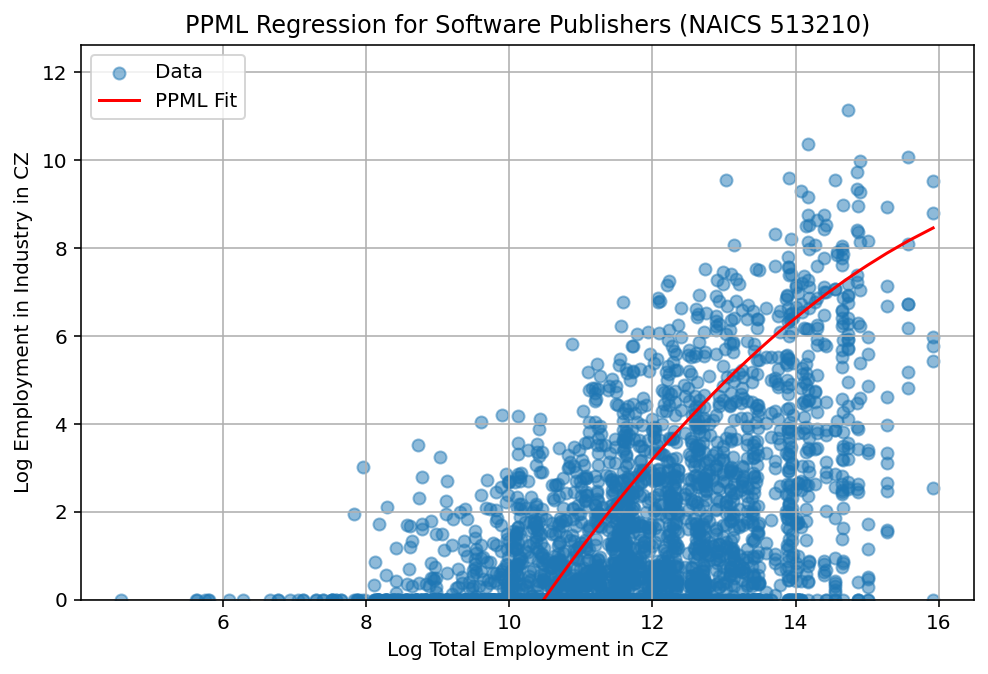 PPML Regression for Software Publishers (NAICS 513210)
Data
PPML Fit
12
10
8
6
4
2
0
Log Employment in Industry in CZ
6 8 10 12 14 16
Log Total Employment in CZ